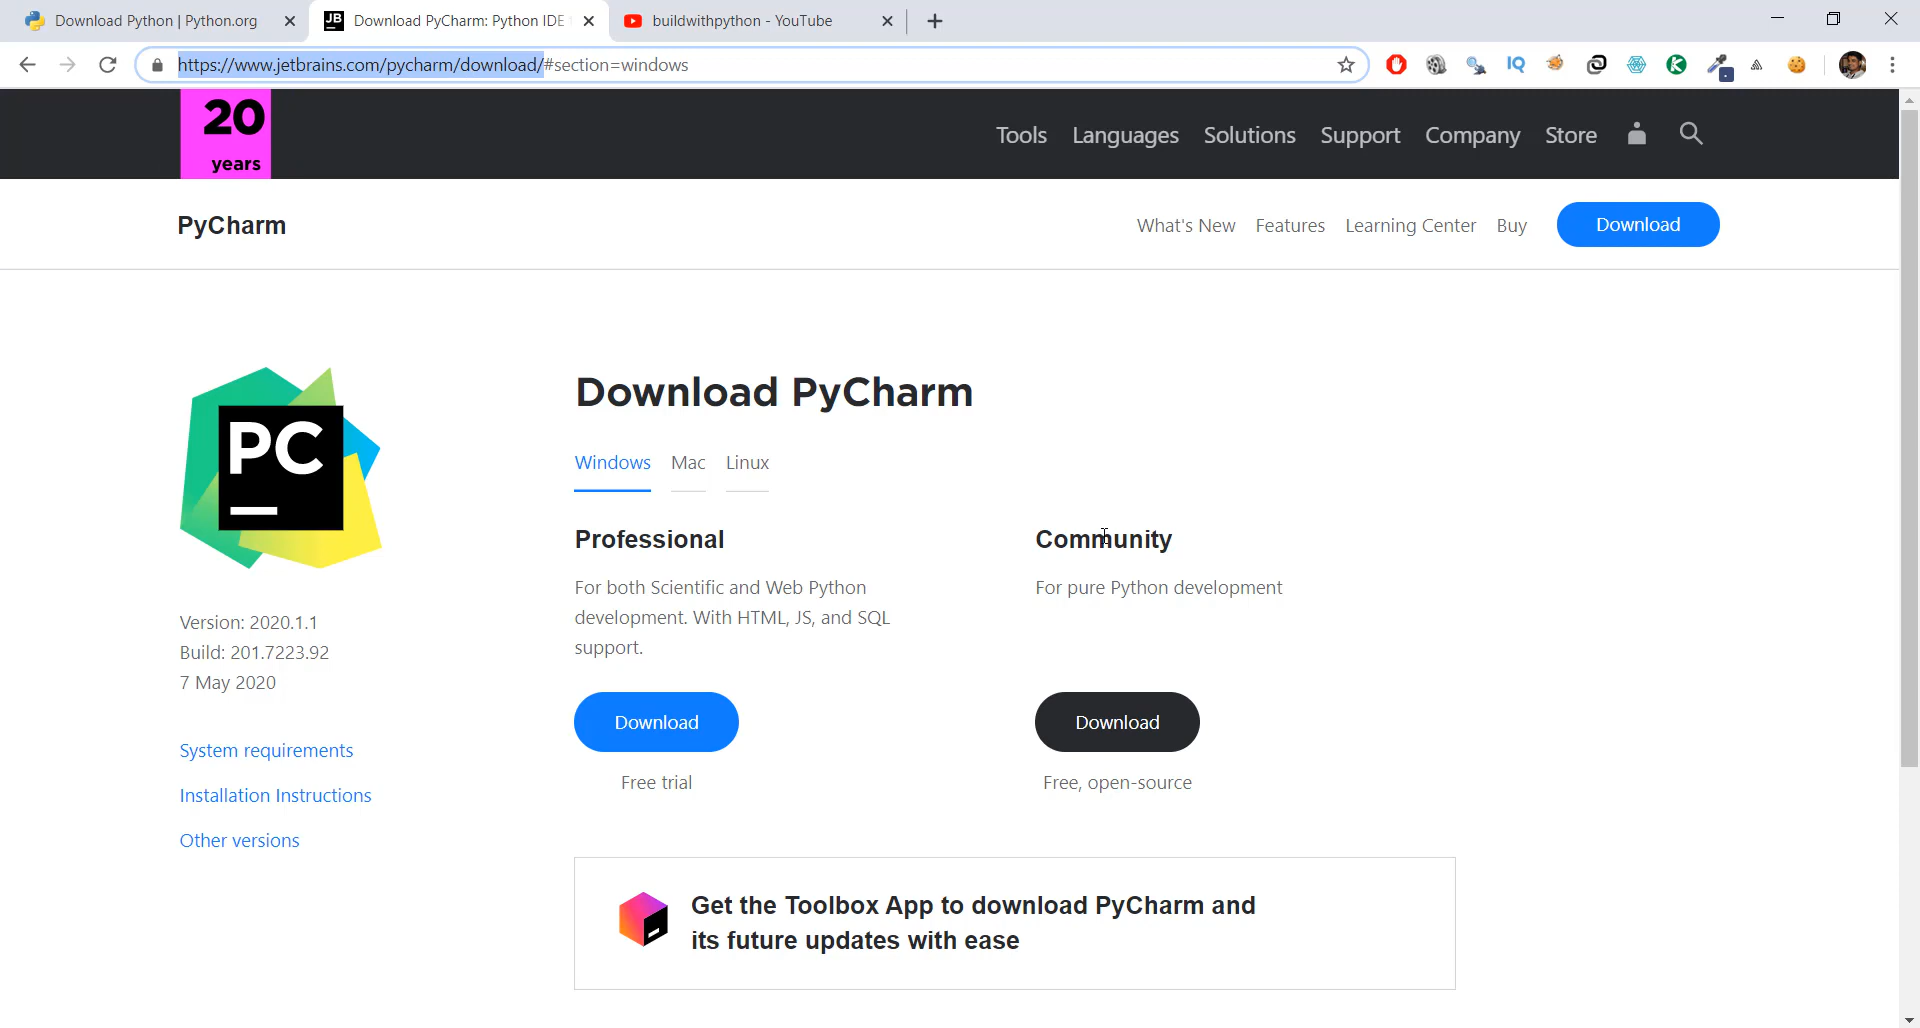 Download Python | Python.org
JB
Download PyCharm: Python IDE
buildwithpython - YouTube
https://www.jetbrains.com/pycharm/download/#section=windows
IQ
20
years
Tools
Languages
Solutions
Support
Company
Store
PyCharm
What's New
Features
Learning Center
Buy
Download
PC
Download PyCharm
Windows
Mac
Linux
Professional
For both Scientific and Web Python
development. With HTML, JS, and SQL
support.
Download
Free trial
Community
For pure Python development
Download
Free, open-source
Version: 2020.1.1
Build: 201.7223.92
7 May 2020
System requirements
Installation Instructions
Other versions
Get the Toolbox App to download PyCharm and
its future updates with ease